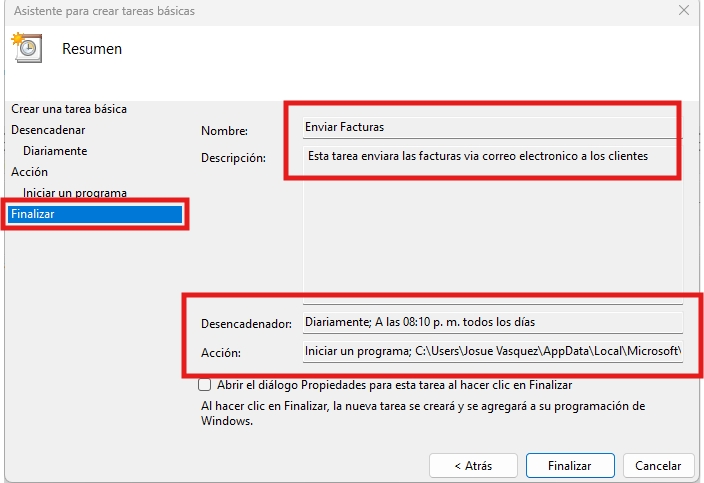 Asistente para crear tareas básicas
Resumen
Crear una tarea básica
Desencadenar
Diariamente
Acción
Iniciar un programa
Finalizar
Nombre: Enviar Facturas
Descripción: Esta tarea enviara las facturas via correo electronico a los clientes
Desencadenador: Diariamente; A las 08:10 p. m. todos los días
Acción: Iniciar un programa; C:\Users\Josue Vasquez\AppData\Local\Microsoft\
Abrir el diálogo Propiedades para esta tarea al hacer clic en Finalizar
Al hacer clic en Finalizar, la nueva tarea se creará y se agregará a su programación de
Windows.
< Atrás Finalizar Cancelar